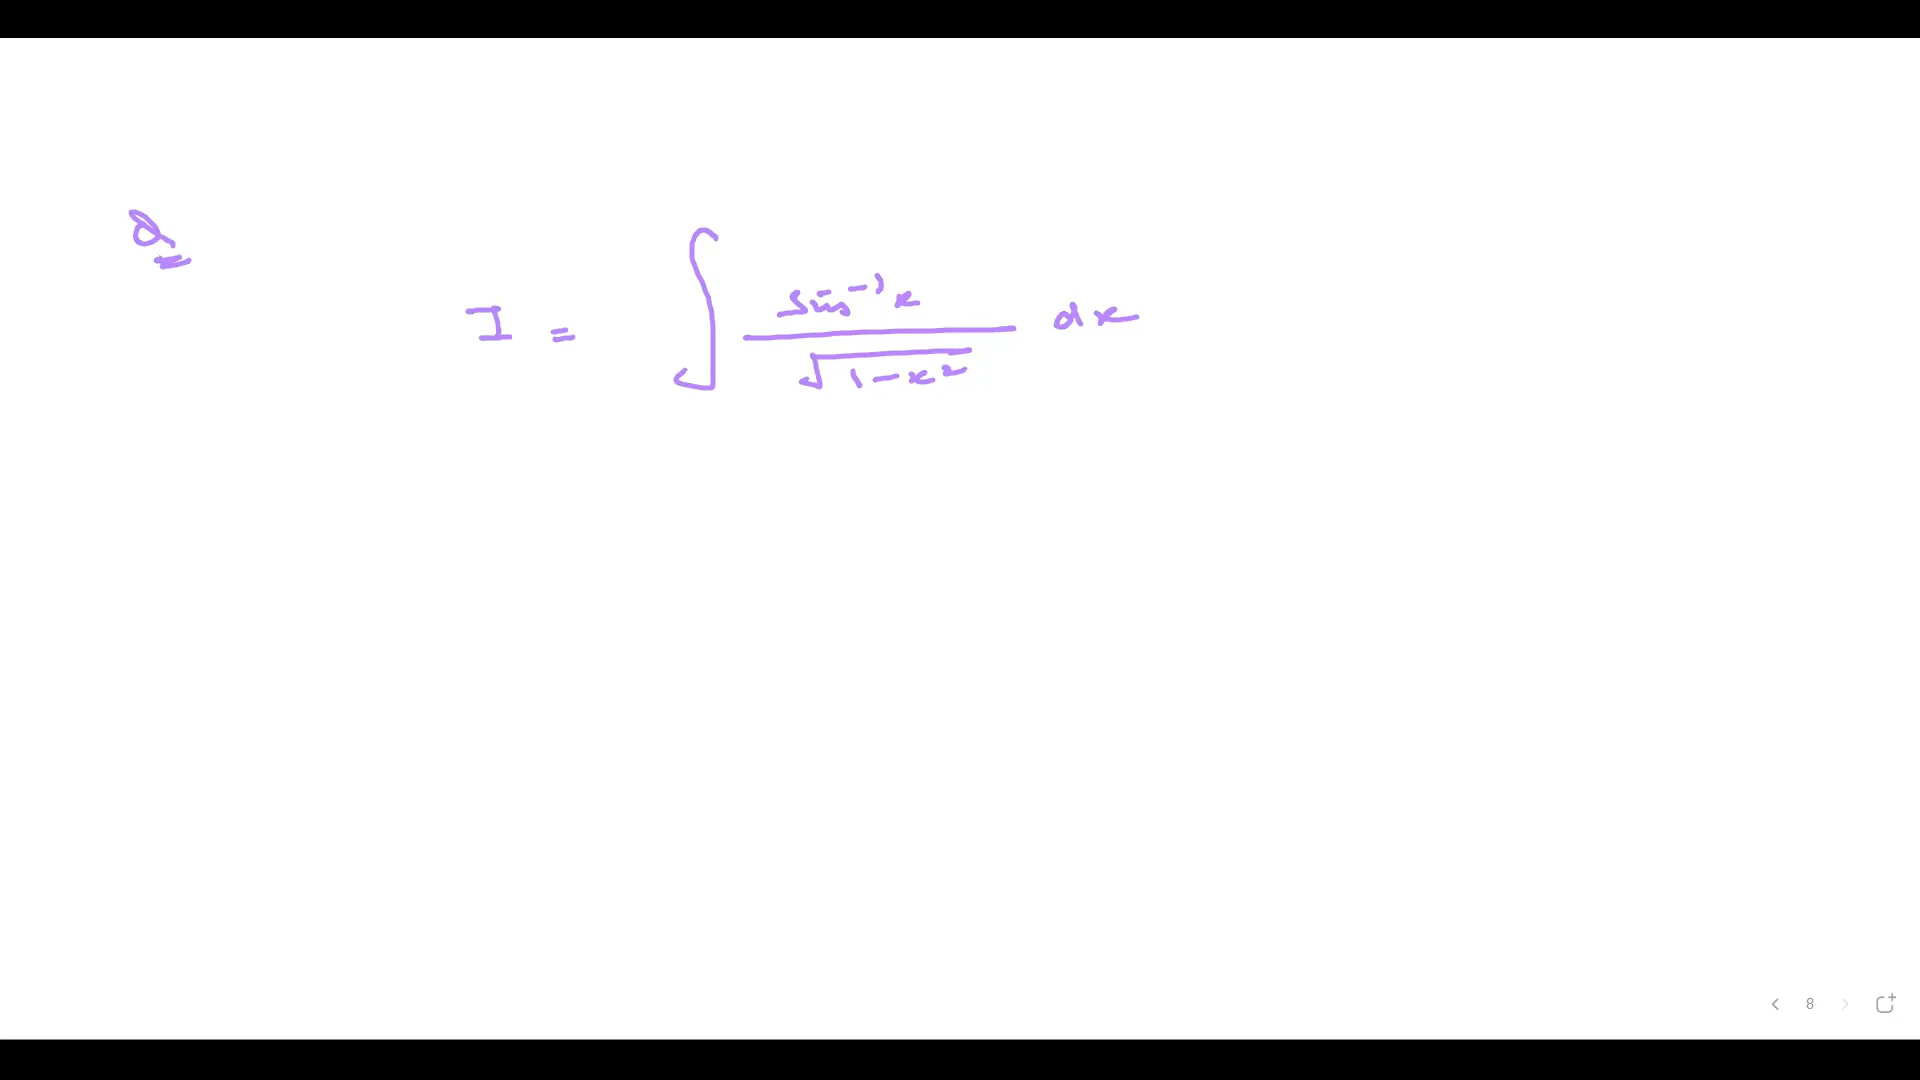 Q
I = ∫ sin⁻¹x / √1-x² dx
8